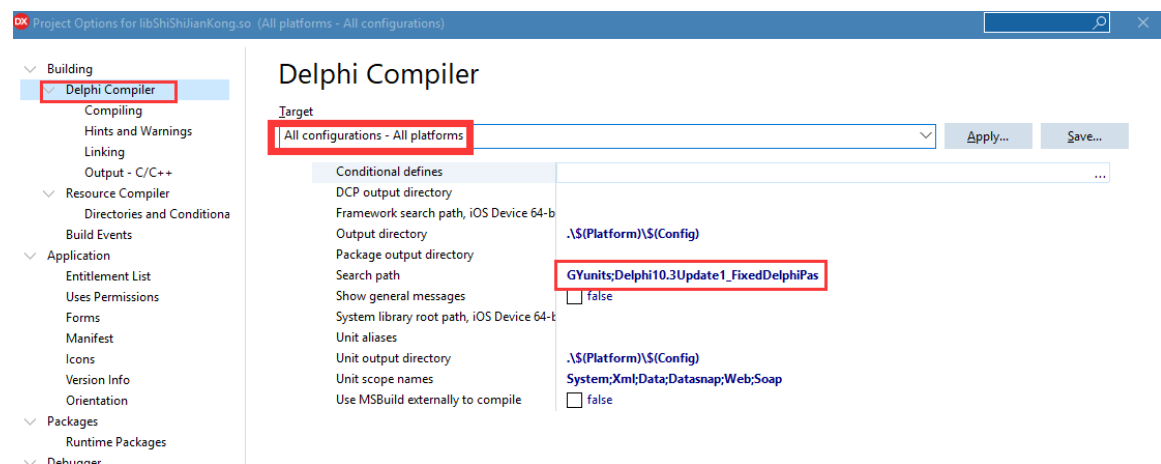 DX Project Options for libShiShiJianKong.so (All platforms - All configurations)
Building
Delphi Compiler
Compiling
Hints and Warnings
Linking
Output - C/C++
Resource Compiler
Directories and Conditiona
Build Events
Application
Entitlement List
Uses Permissions
Forms
Manifest
Icons
Version Info
Orientation
Packages
Runtime Packages
Debugger
Delphi Compiler
Target
All configurations - All platforms
Apply...
Save...
Conditional defines ...
DCP output directory
Framework search path, iOS Device 64-b
Output directory .\$(Platform)\$(Config)
Package output directory
Search path GYunits;Delphi10.3Update1_FixedDelphiPas
Show general messages false
System library root path, iOS Device 64-b
Unit aliases
Unit output directory .\$(Platform)\$(Config)
Unit scope names System;Xml;Data;Datasnap;Web;Soap
Use MSBuild externally to compile false